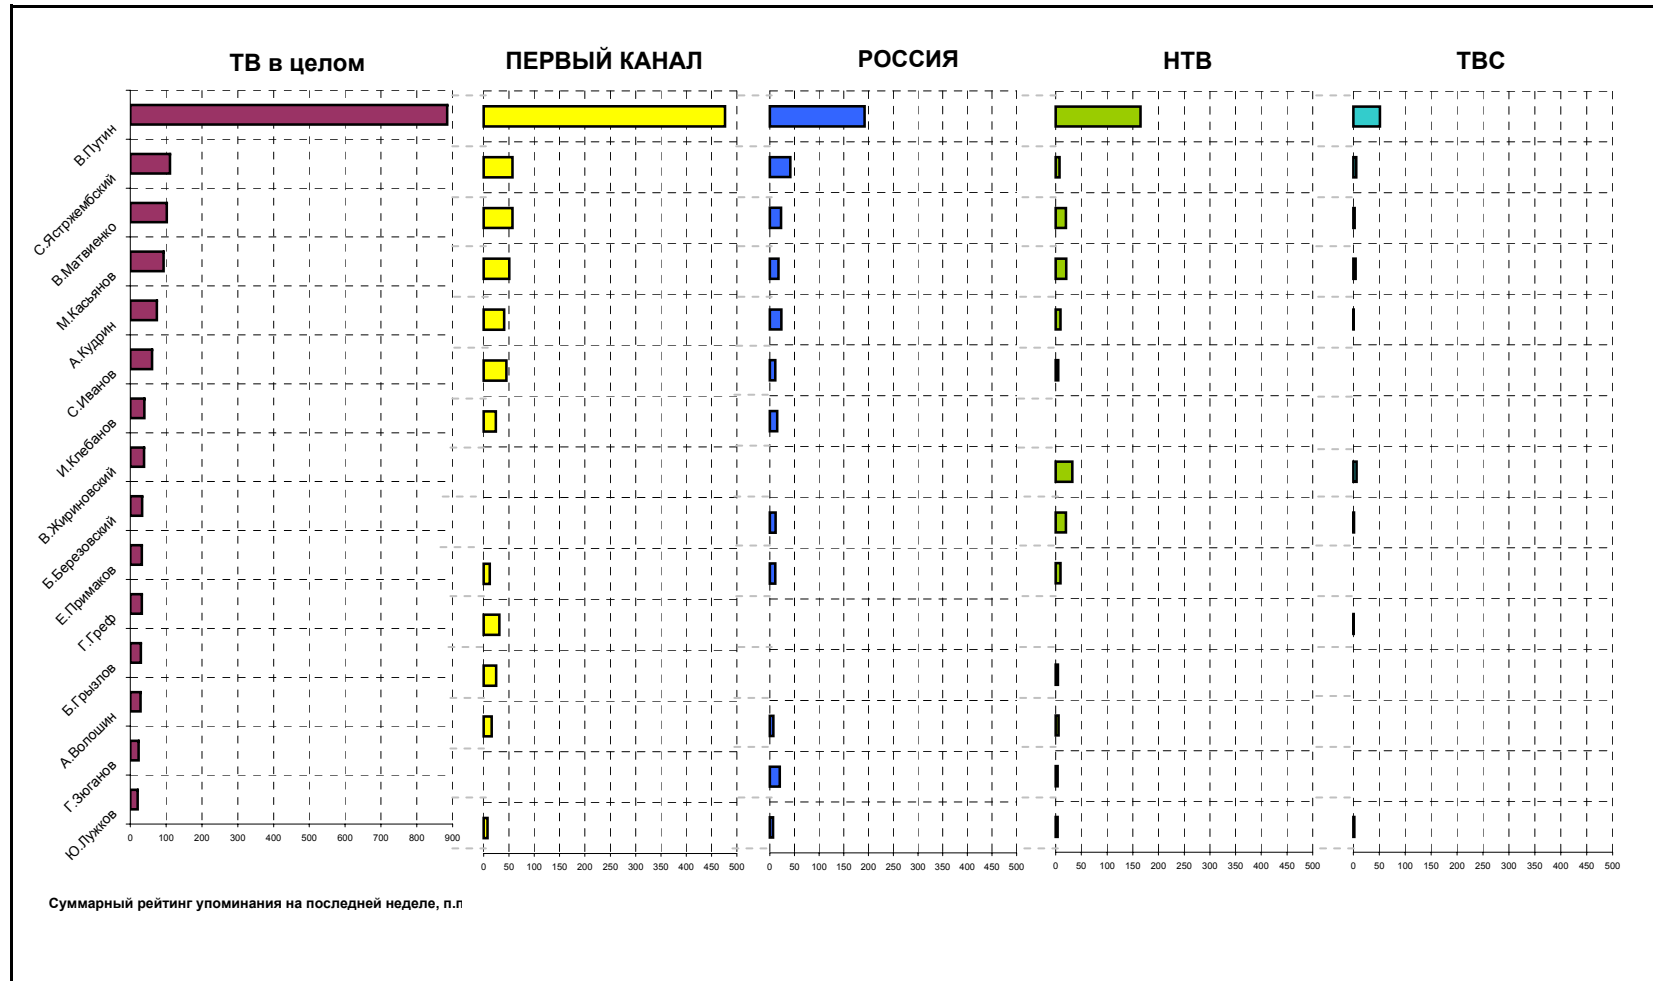 ТВ в целом
ПЕРВЫЙ КАНАЛ
РОССИЯ
НТВ
ТВС
В.Путин
С.Ястржембский
В.Матвиенко
М.Касьянов
А.Кудрин
С.Иванов
И.Клебанов
В.Жириновский
Б.Березовский
Е.Примаков
Г.Греф
Б.Грызлов
А.Волошин
Г.Зюганов
Ю.Лужков
0 100 200 300 400 500 600 700 800 900
0 50 100 150 200 250 300 350 400 450 500
0 50 100 150 200 250 300 350 400 450 500
0 50 100 150 200 250 300 350 400 450 500
0 50 100 150 200 250 300 350 400 450 500
Суммарный рейтинг упоминания на последней неделе, п.п